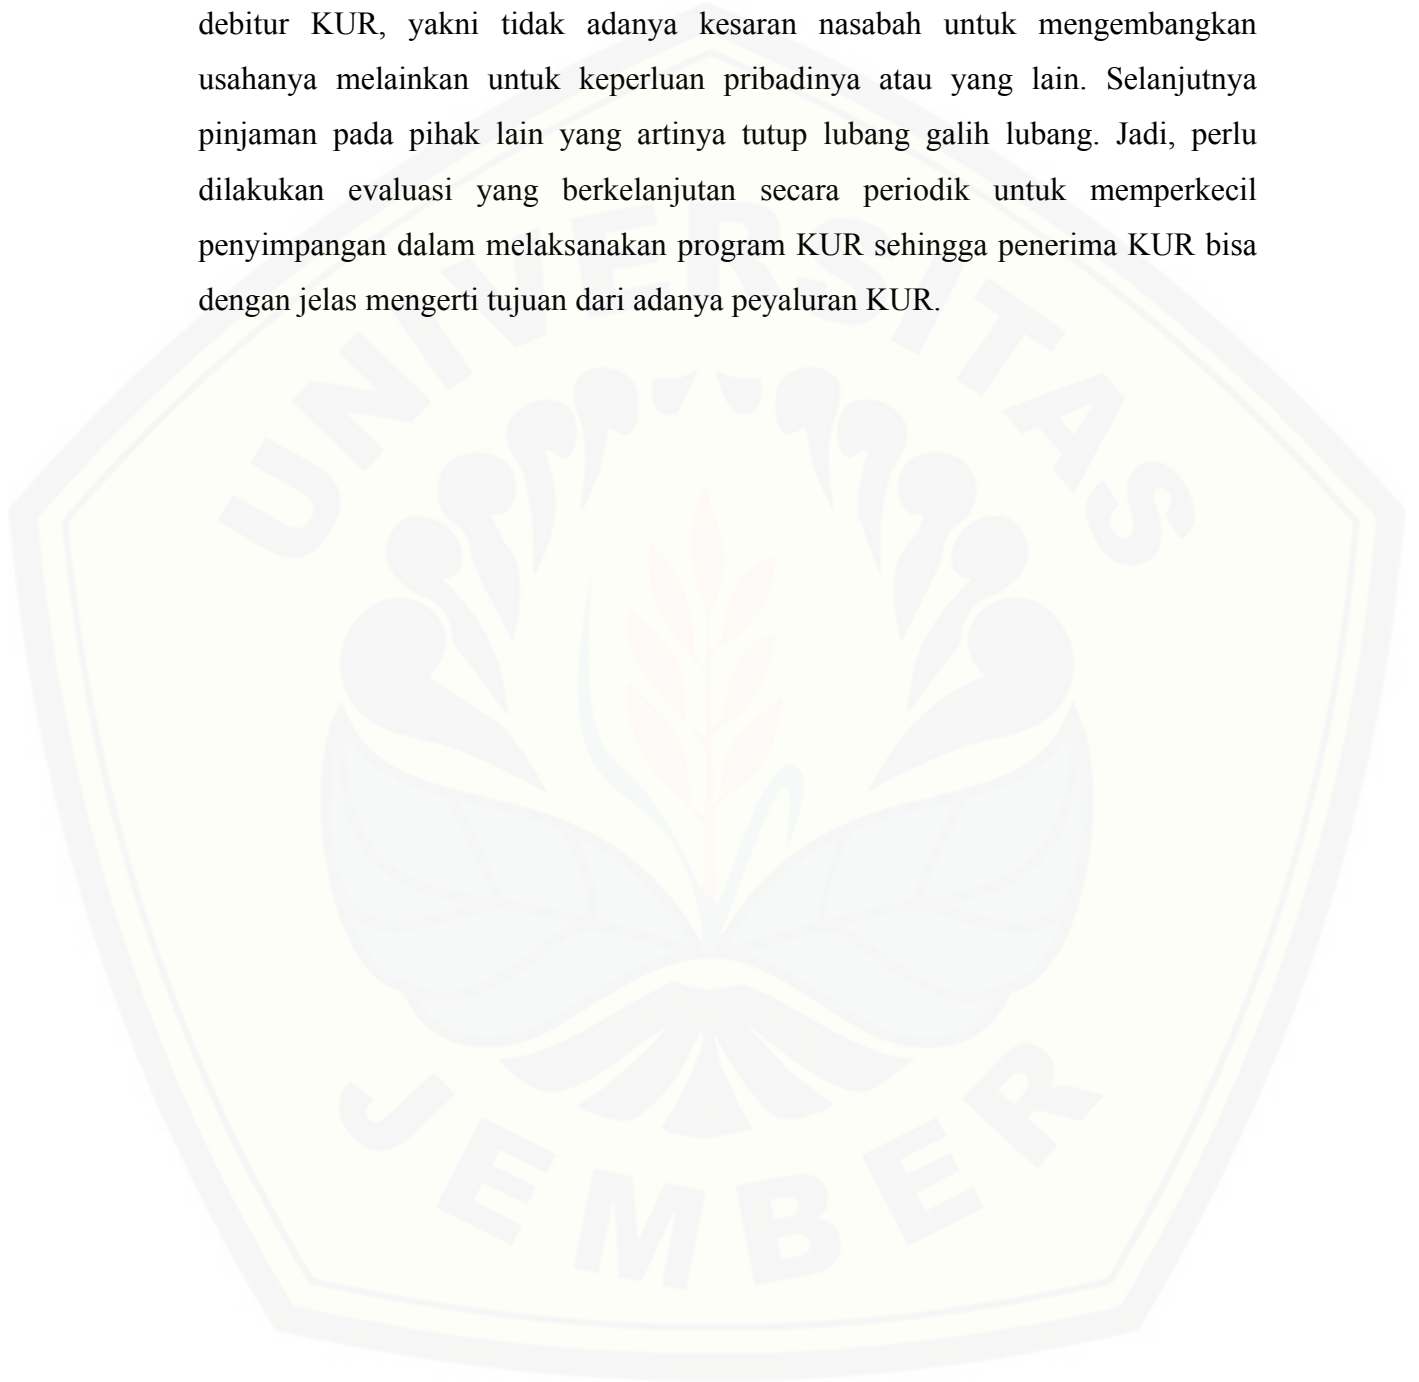 debitur KUR, yakni tidak adanya kesaran nasabah untuk mengembangkan
usahanya melainkan untuk keperluan pribadinya atau yang lain. Selanjutnya
pinjaman pada pihak lain yang artinya tutup lubang galih lubang. Jadi, perlu
dilakukan evaluasi yang berkelanjutan secara periodik untuk memperkecil
penyimpangan dalam melaksanakan program KUR sehingga penerima KUR bisa
dengan jelas mengerti tujuan dari adanya peyaluran KUR.
UNIVERSITAS
JEMBER